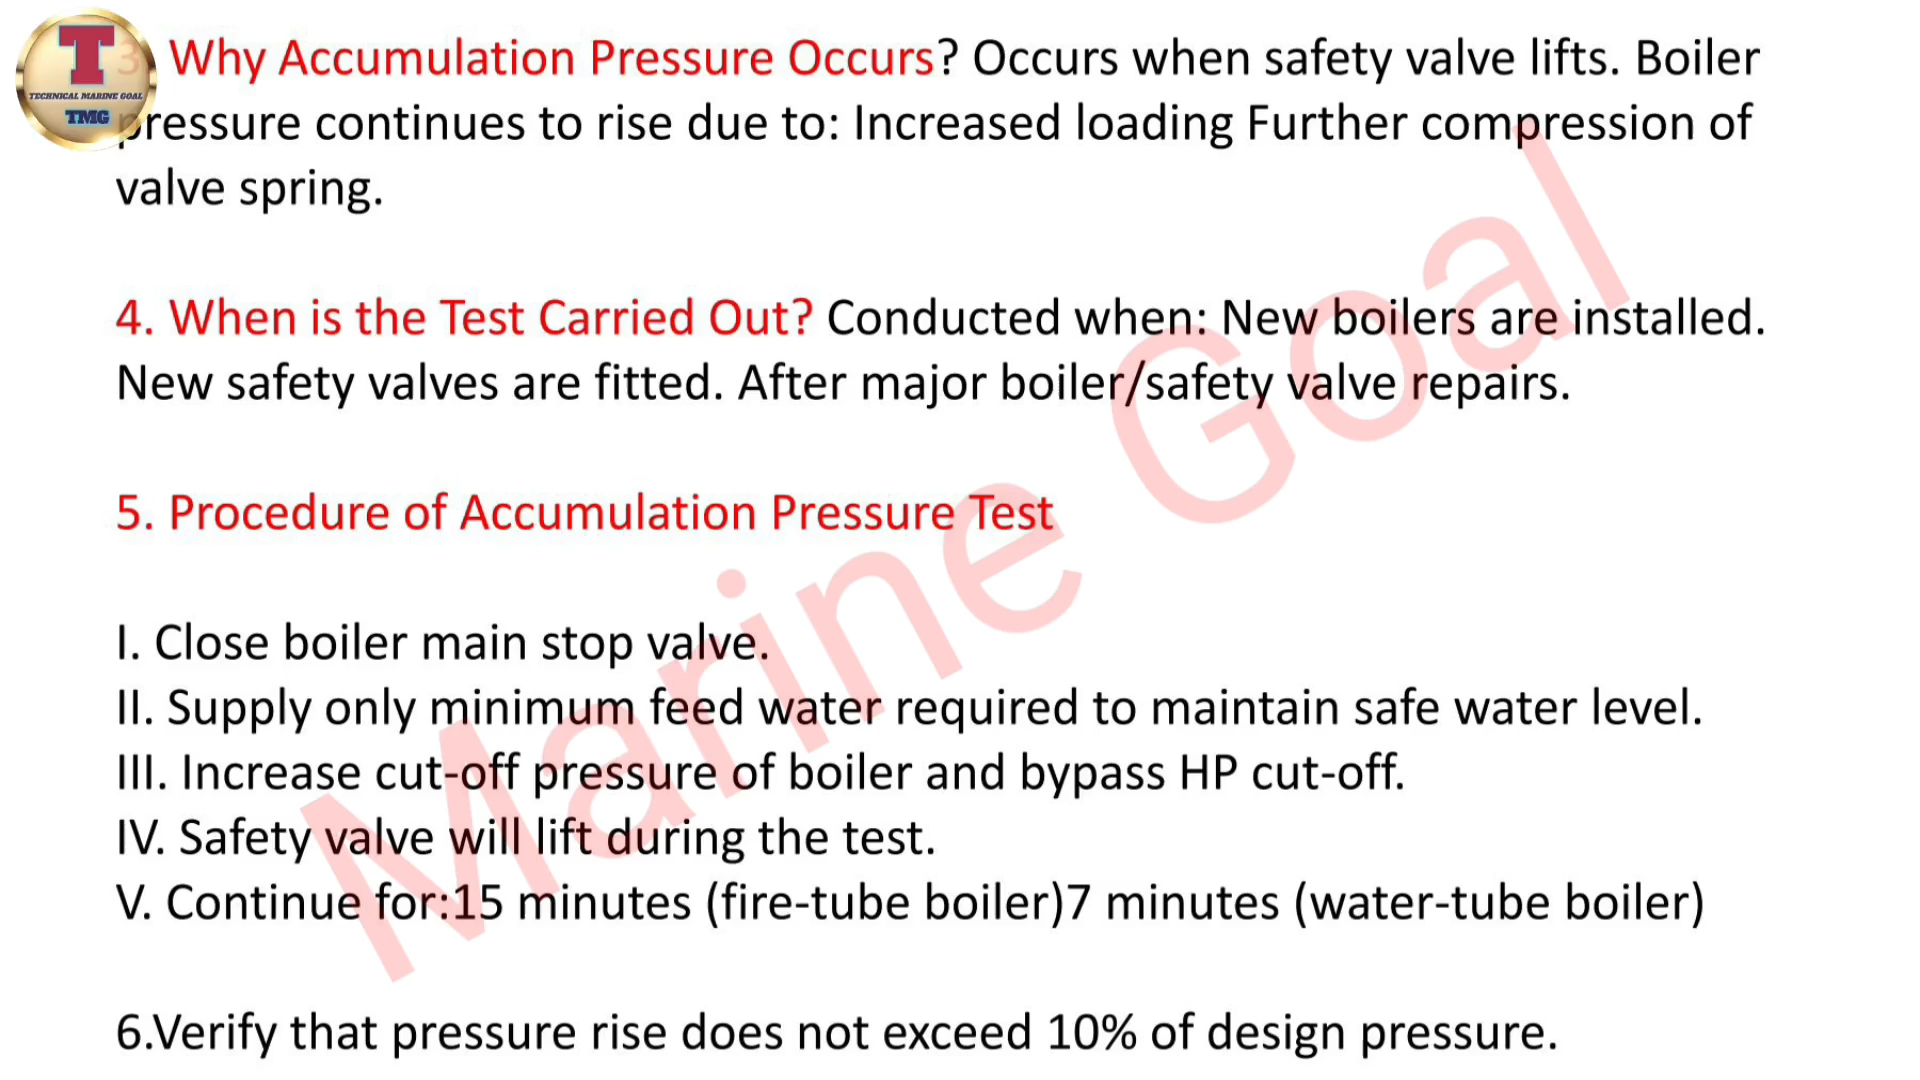 T
TECHNICAL MARINE GOAL
TMG
3. Why Accumulation Pressure Occurs? Occurs when safety valve lifts. Boiler
pressure continues to rise due to: Increased loading Further compression of
valve spring.
4. When is the Test Carried Out? Conducted when: New boilers are installed.
New safety valves are fitted. After major boiler/safety valve repairs.
5. Procedure of Accumulation Pressure Test
I. Close boiler main stop valve.
II. Supply only minimum feed water required to maintain safe water level.
III. Increase cut-off pressure of boiler and bypass HP cut-off.
IV. Safety valve will lift during the test.
V. Continue for:15 minutes (fire-tube boiler)7 minutes (water-tube boiler)
6.Verify that pressure rise does not exceed 10% of design pressure.
Marine Goal